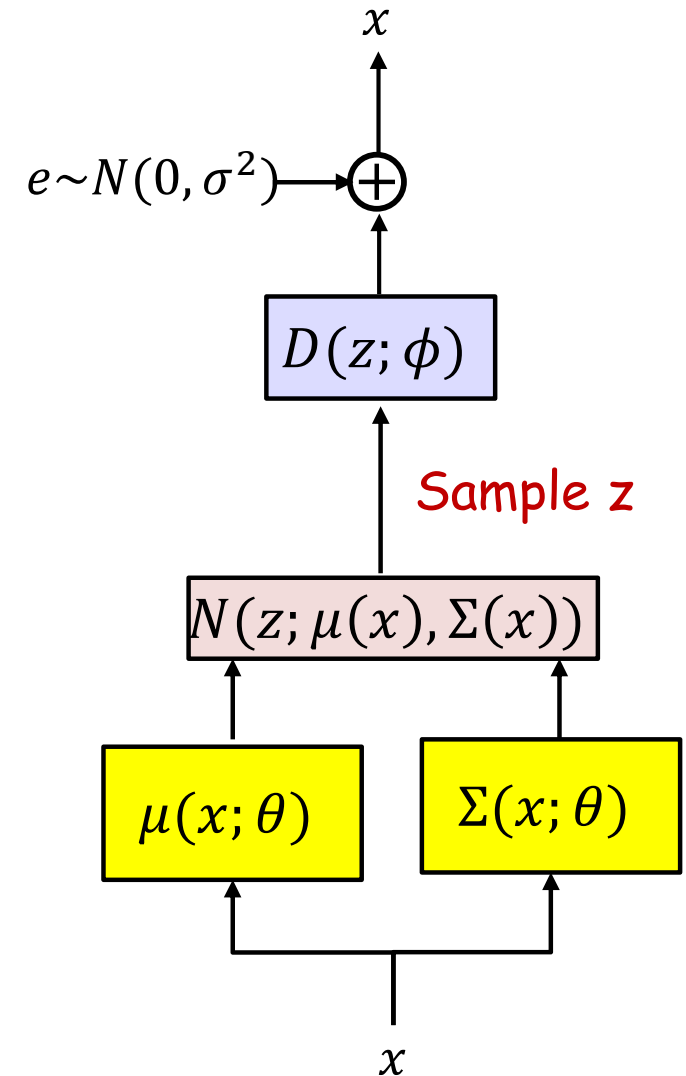 x
e~N(0, σ²)
+
D(z; ϕ)
Sample z
N(z; μ(x), Σ(x))
μ(x; θ)
Σ(x; θ)
x